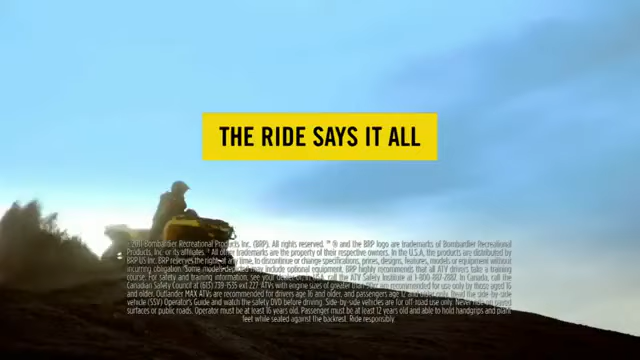 THE RIDE SAYS IT ALL
©2011 Bombardier Recreational Products Inc. (BRP). All rights reserved. ™ ® and the BRP logo are trademarks of Bombardier Recreational
Products, Inc. or its affiliates. † All other trademarks are the property of their respective owners. In the U.S.A, the products are distributed by
BRP US Inc. BRP reserves the right, at any time, to discontinue or change specifications, prices, designs, features, models or equipment without
incurring obligation. Some models depicted may include optional equipment. BRP highly recommends that all ATV drivers take a training
course. For safety and training information, see your dealer or in USA, call the ATV Safety Institute at 1-800-887-2887. In Canada, call the
Canadian Safety Council at (613) 739-1535 ext 227. ATVs with engine sizes of greater than are recommended for use only by those aged 16
and older. Outlander MAX ATVs are recommended for drivers age 16 and older, and passengers age 12 and older only. Read the side-by-side
vehicle (SSV) Operator's Guide and watch the safety DVD before driving. Side-by-side vehicles are for off road use only. Never ride on paved
surfaces or public roads. Operator must be at least 16 years old. Passenger must be at least 12 years old and able to hold handgrips and plant
feet while seated against the backrest. Ride responsibly.